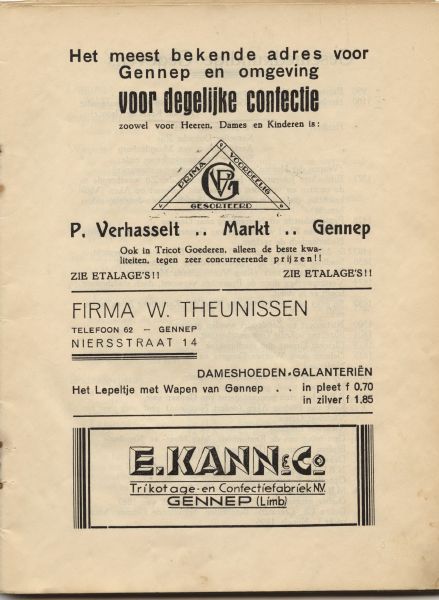 Het meest bekende adres voor
Gennep en omgeving
voor degelijke confectie
zoowel voor Heeren, Dames en Kinderen is:
PRIMA VOORDEELIG
GVP
GESORTEERD
P. Verhasselt .. Markt .. Gennep
Ook in Tricot Goederen, alleen de beste kwa-
liteiten, tegen zeer concurreerende prijzen!!
ZIE ETALAGE'S!! ZIE ETALAGE'S!!
FIRMA W. THEUNISSEN
TELEFOON 62 — GENNEP
NIERSSTRAAT 14
DAMESHOEDEN-GALANTERIËN
Het Lepeltje met Wapen van Gennep . . in pleet f 0.70
in zilver f 1.85
E. KANN & Co
Trikotage- en Confectiefabriek N.V.
GENNEP (Limb)